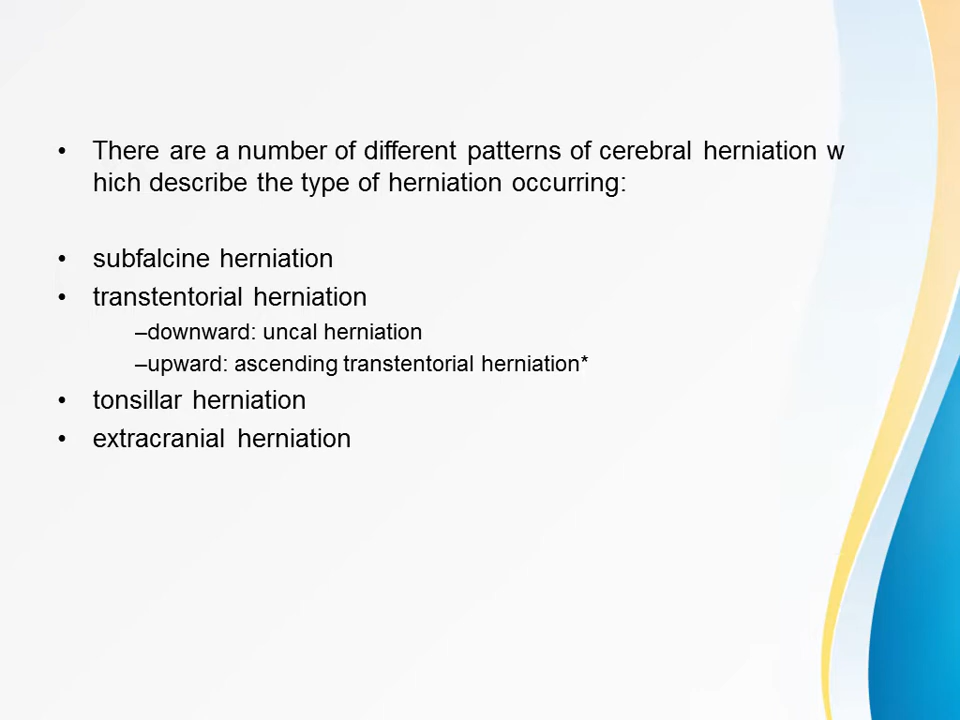 • There are a number of different patterns of cerebral herniation w
hich describe the type of herniation occurring:
• subfalcine herniation
• transtentorial herniation
–downward: uncal herniation
–upward: ascending transtentorial herniation*
• tonsillar herniation
• extracranial herniation